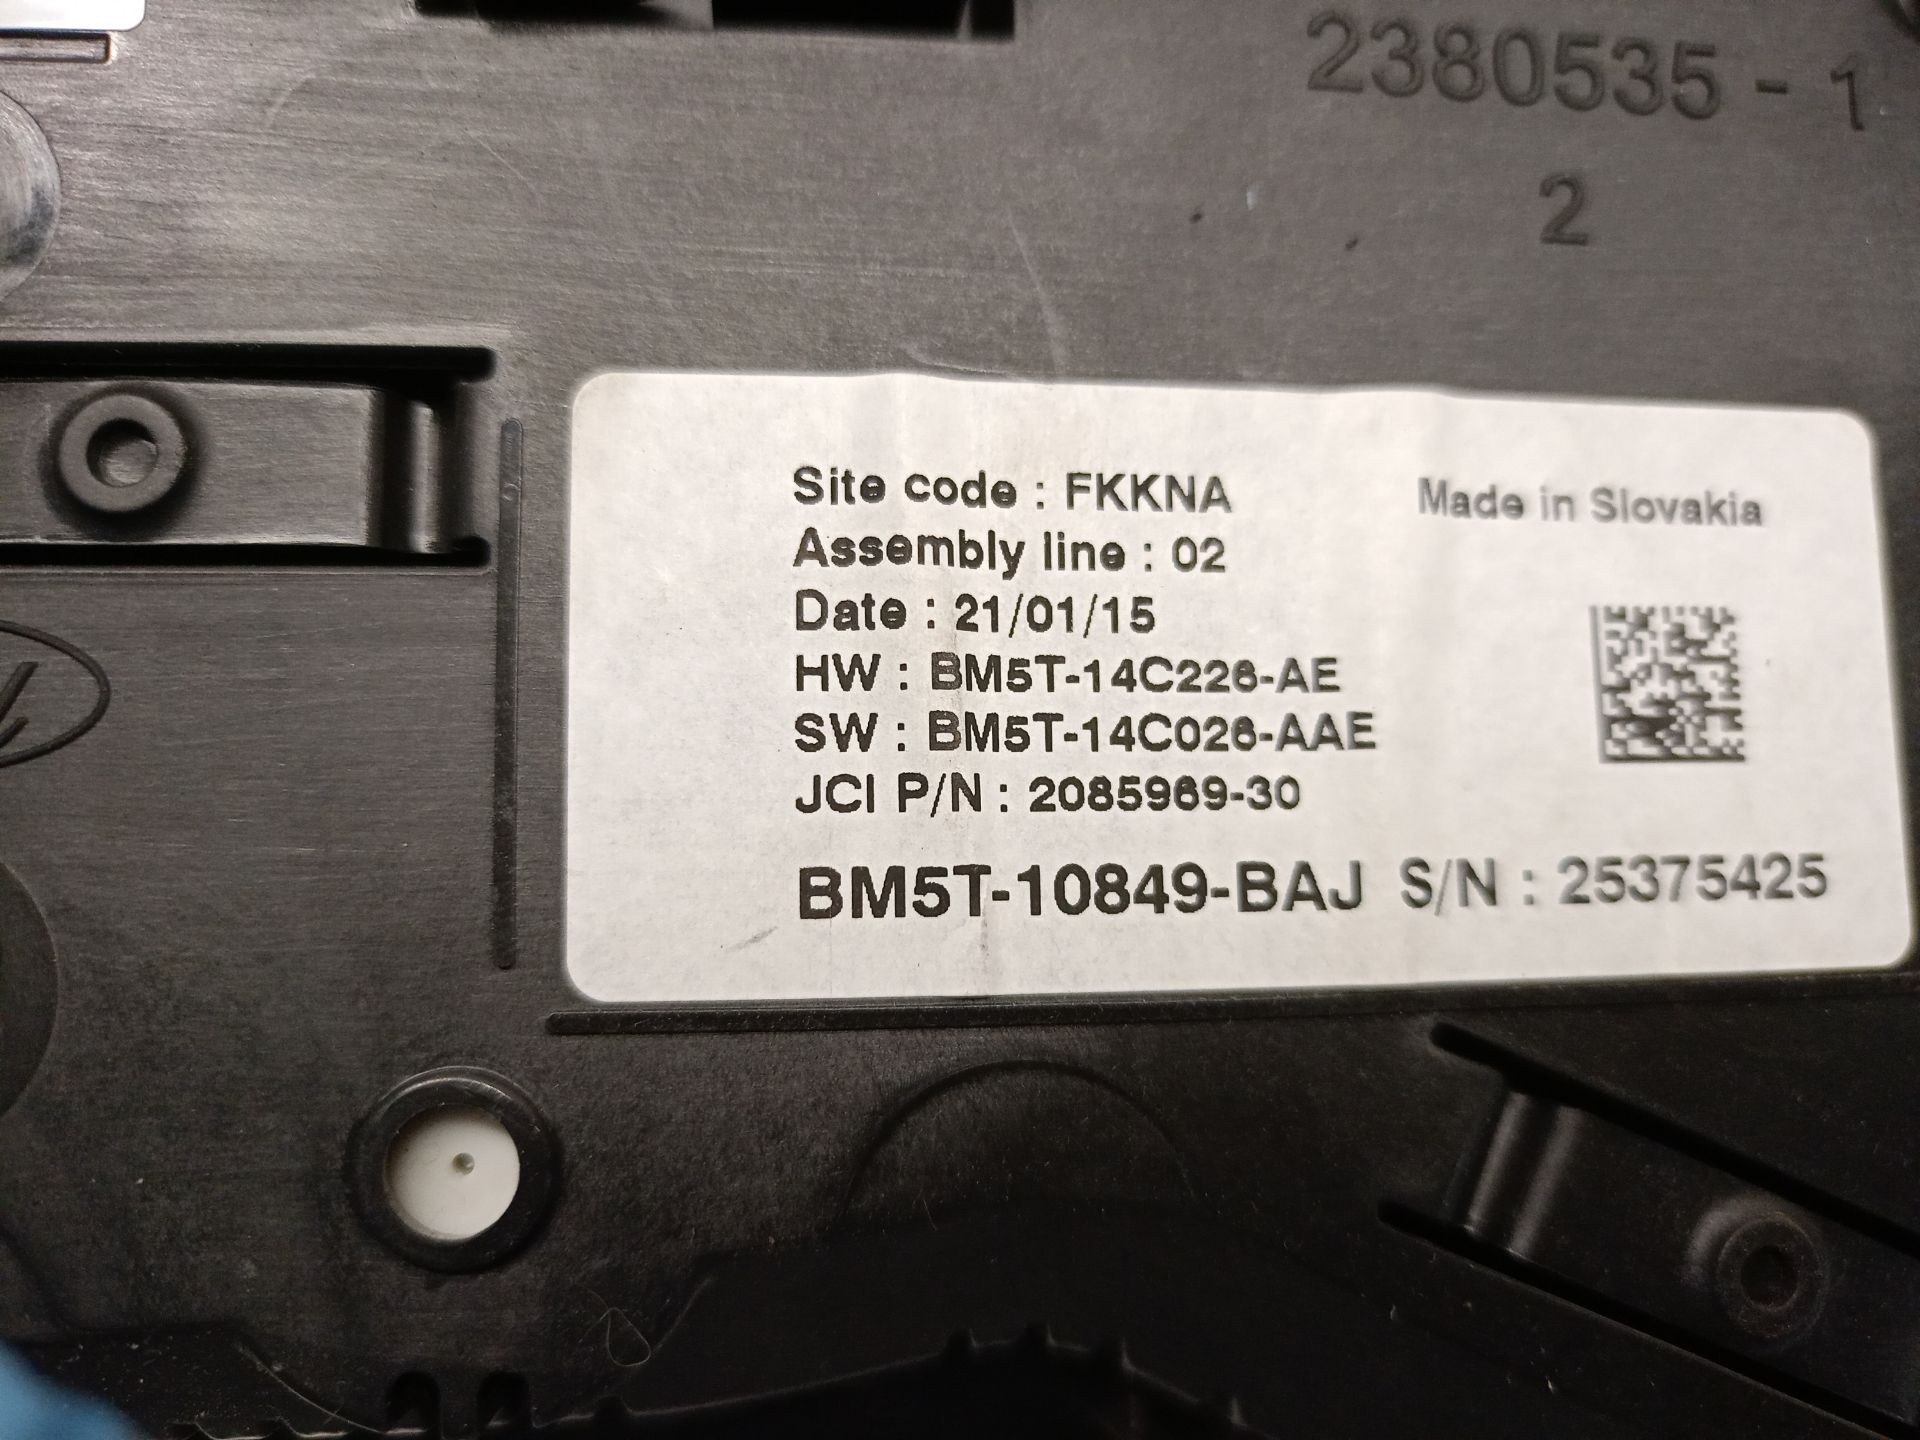 2380535 - 1
2
Site code : FKKNA
Made in Slovakia
Assembly line : 02
Date : 21/01/15
HW : BM5T-14C226-AE
SW : BM5T-14C026-AAE
JCI P/N : 2085969-30
BM5T-10849-BAJ S/N : 25375425